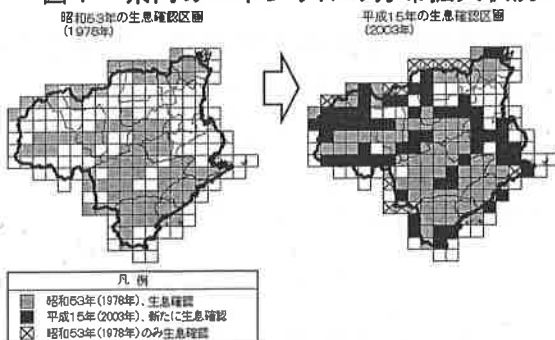 昭和53年の生息確認区画
(1978年)
平成15年の生息確認区画
(2003年)
凡例
昭和53年(1978年)、生息確認
平成15年(2003年)、新たに生息確認
昭和53年(1978年)のみ生息確認